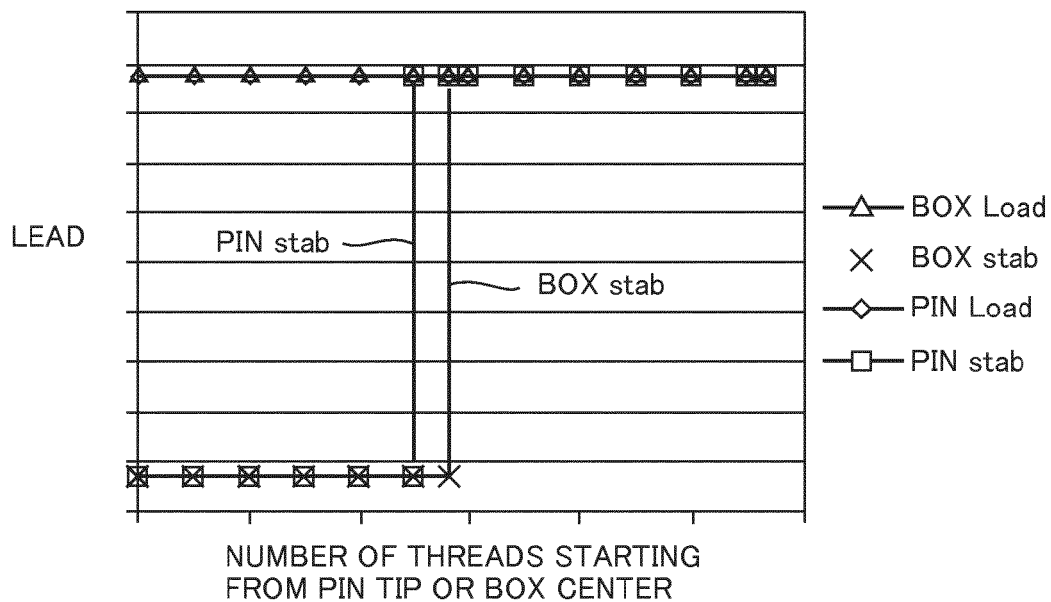 LEAD
PIN stab
BOX stab
BOX Load
BOX stab
PIN Load
PIN stab
NUMBER OF THREADS STARTING
FROM PIN TIP OR BOX CENTER